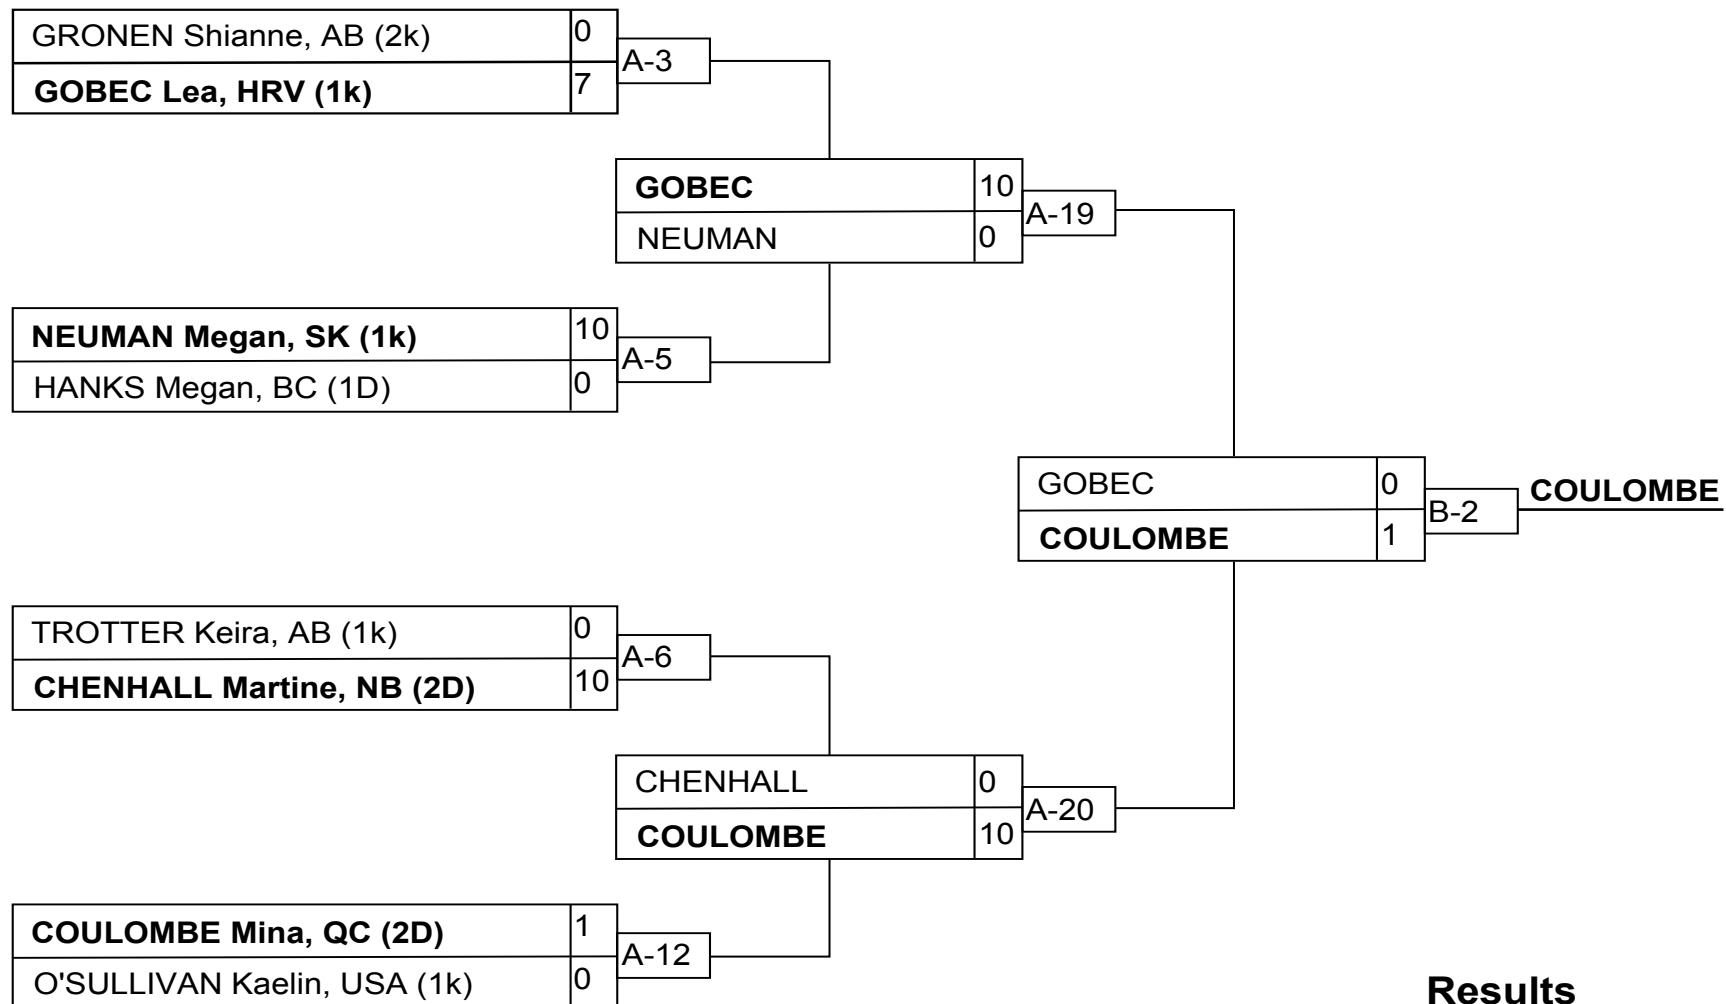 GRONEN Shianne, AB (2k) 0
A-3
GOBEC Lea, HRV (1k) 7
GOBEC 10
A-19
NEUMAN 0
NEUMAN Megan, SK (1k) 10
A-5
HANKS Megan, BC (1D) 0
GOBEC 0
B-2
COULOMBE
COULOMBE 1
TROTTER Keira, AB (1k) 0
A-6
CHENHALL Martine, NB (2D) 10
CHENHALL 0
A-20
COULOMBE 10
COULOMBE Mina, QC (2D) 1
A-12
O'SULLIVAN Kaelin, USA (1k) 0
Results